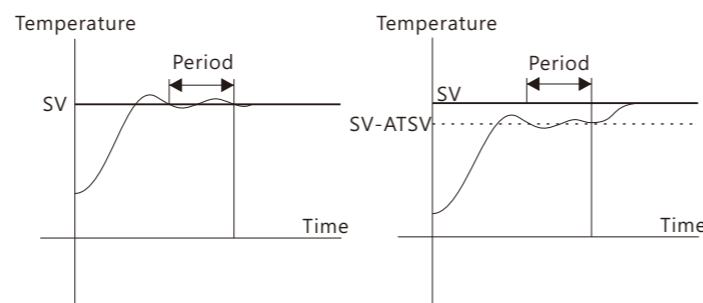 Temperature
Period
SV
Time
Temperature
Period
SV
SV-ATSV
Time